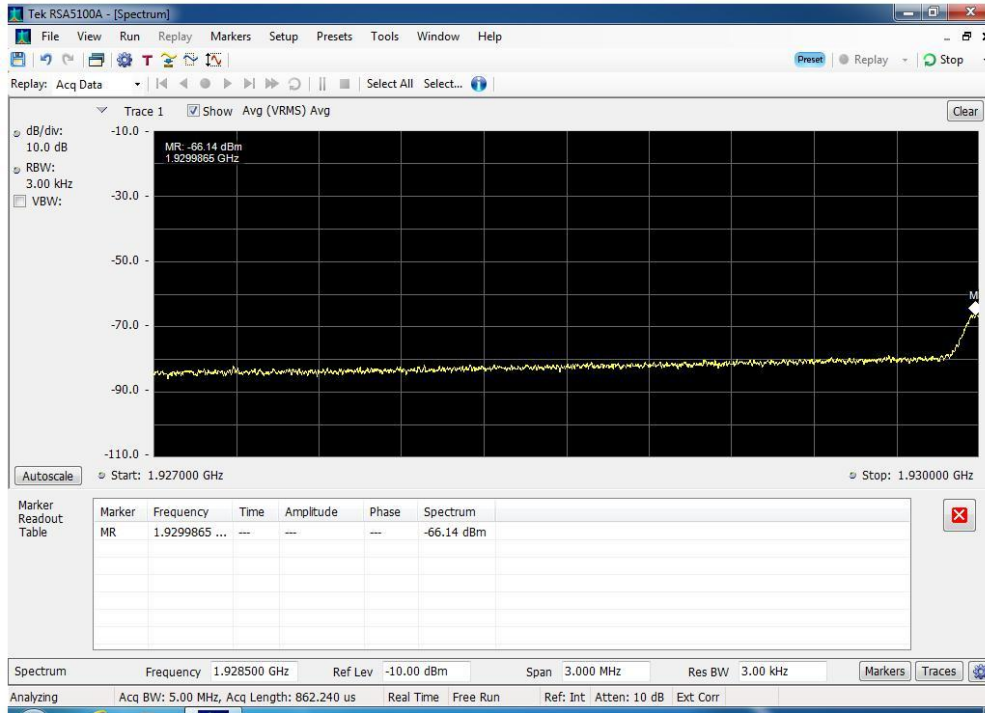 Tek RSA5100A - [Spectrum]
File View Run Replay Markers Setup Presets Tools Window Help
T Preset Replay Stop
Replay: Acq Data Select All Select...
Trace 1 Show Avg (VRMS) Avg Clear
dB/div:
10.0 dB
RBW:
3.00 kHz
VBW:
-10.0
MR: -66.14 dBm
1.9299865 GHz
-30.0
-50.0
M
-70.0
-90.0
-110.0
Autoscale Start: 1.927000 GHz Stop: 1.930000 GHz
Marker
Readout
Table
Marker Frequency Time Amplitude Phase Spectrum
MR 1.9299865 ... --- --- --- -66.14 dBm
Spectrum Frequency 1.928500 GHz Ref Lev -10.00 dBm Span 3.000 MHz Res BW 3.00 kHz Markers Traces
Analyzing Acq BW: 5.00 MHz, Acq Length: 862.240 us Real Time Free Run Ref: Int Atten: 10 dB Ext Corr